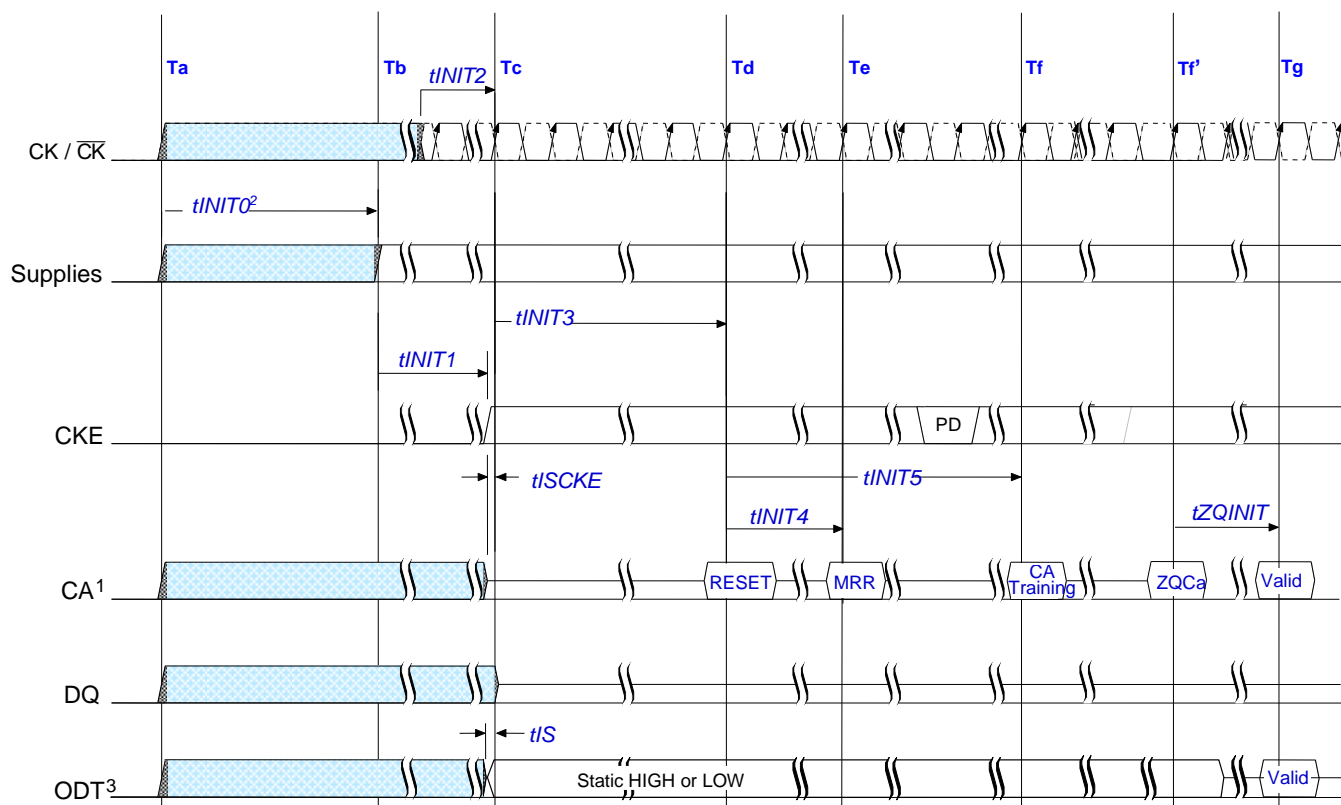 Ta Tb Tc Td Te Tf Tf’ Tg
tINIT2
CK / CK
tINIT0²
Supplies
tINIT3
tINIT1
CKE PD
tISCKE tINIT5
tINIT4 tZQINIT
CA¹ RESET MRR CA Training ZQCa Valid
DQ
tIS
ODT³ Static HIGH or LOW Valid